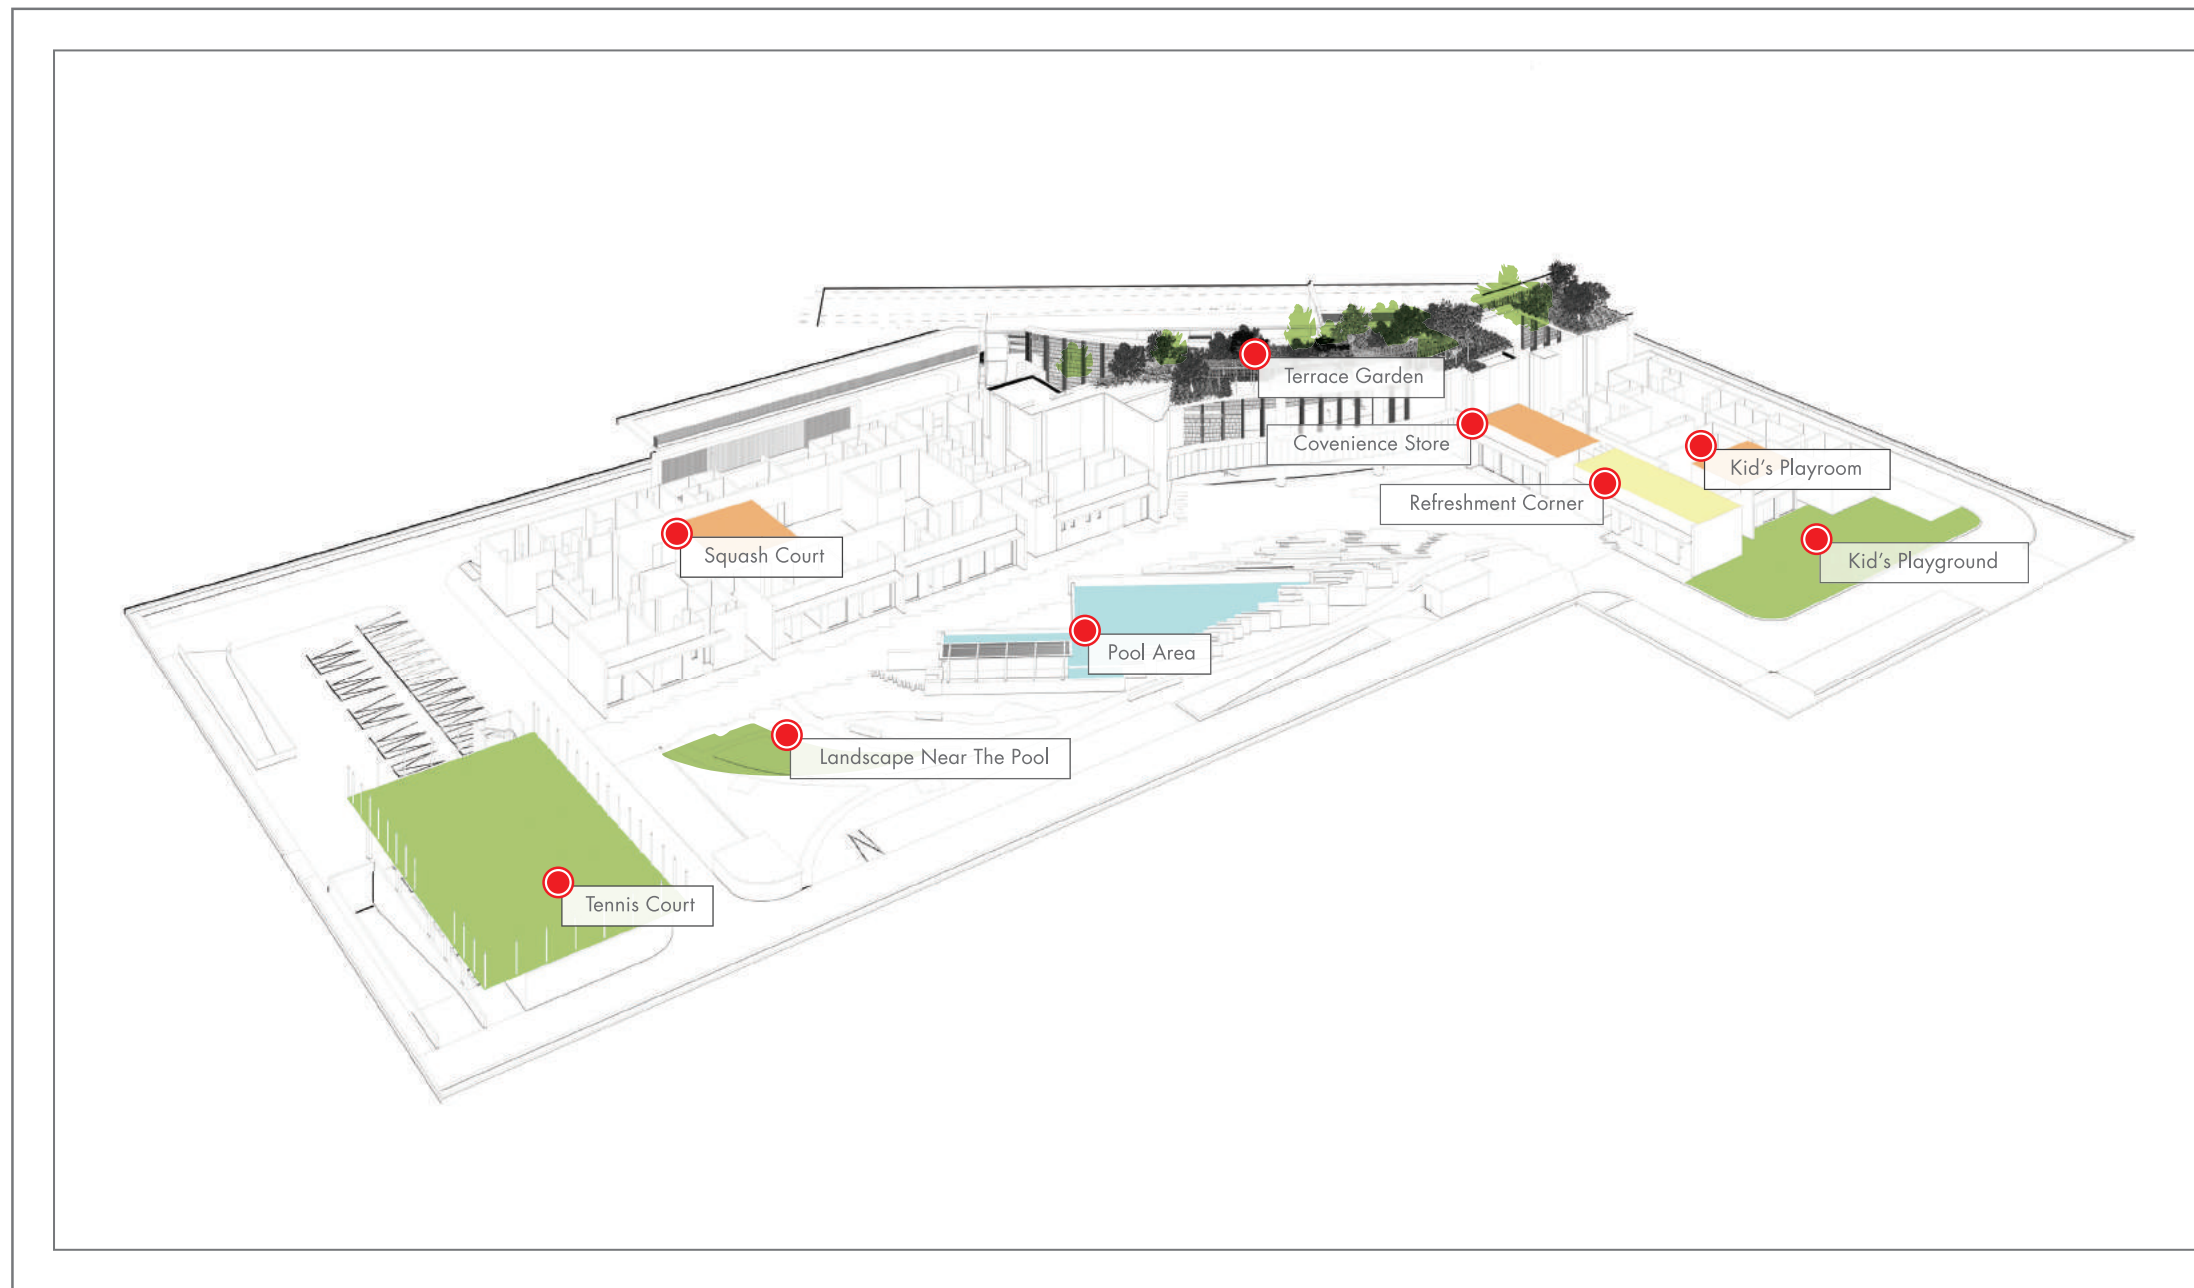 Terrace Garden
Covenience Store
Kid's Playroom
Refreshment Corner
Squash Court
Kid's Playground
Pool Area
Landscape Near The Pool
Tennis Court